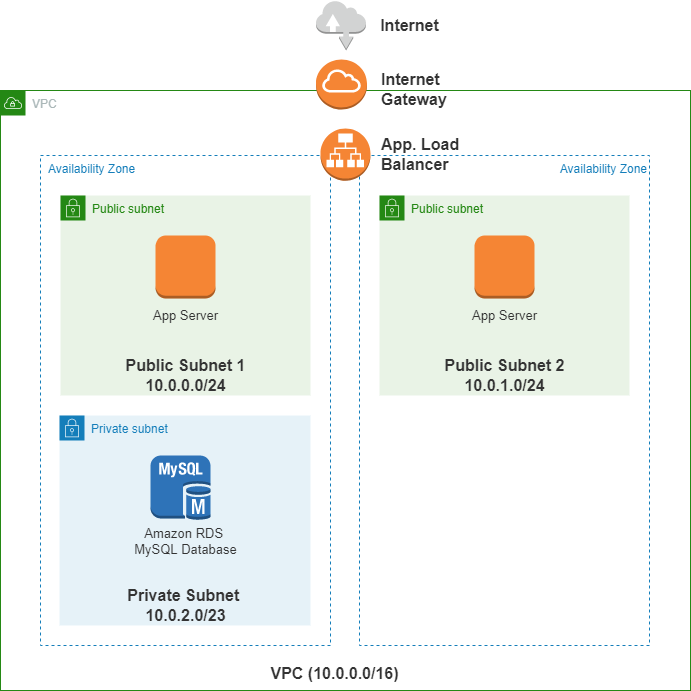 Internet
Internet
Gateway
VPC
App. Load
Balancer
Availability Zone
Availability Zone
Public subnet
Public subnet
App Server
App Server
Public Subnet 1
10.0.0.0/24
Public Subnet 2
10.0.1.0/24
Private subnet
MySQL
M
Amazon RDS
MySQL Database
Private Subnet
10.0.2.0/23
VPC (10.0.0.0/16)